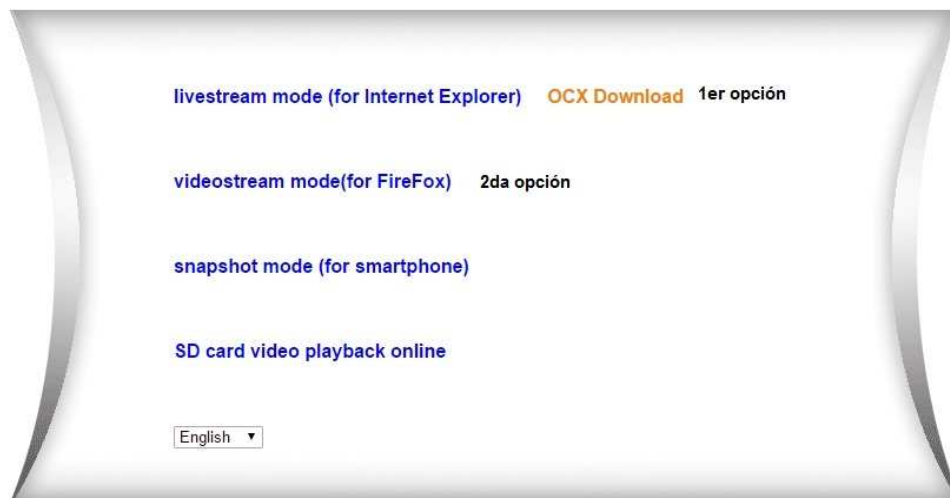 livestream mode (for Internet Explorer) OCX Download 1er opción
videostream mode(for FireFox) 2da opción
snapshot mode (for smartphone)
SD card video playback online
English